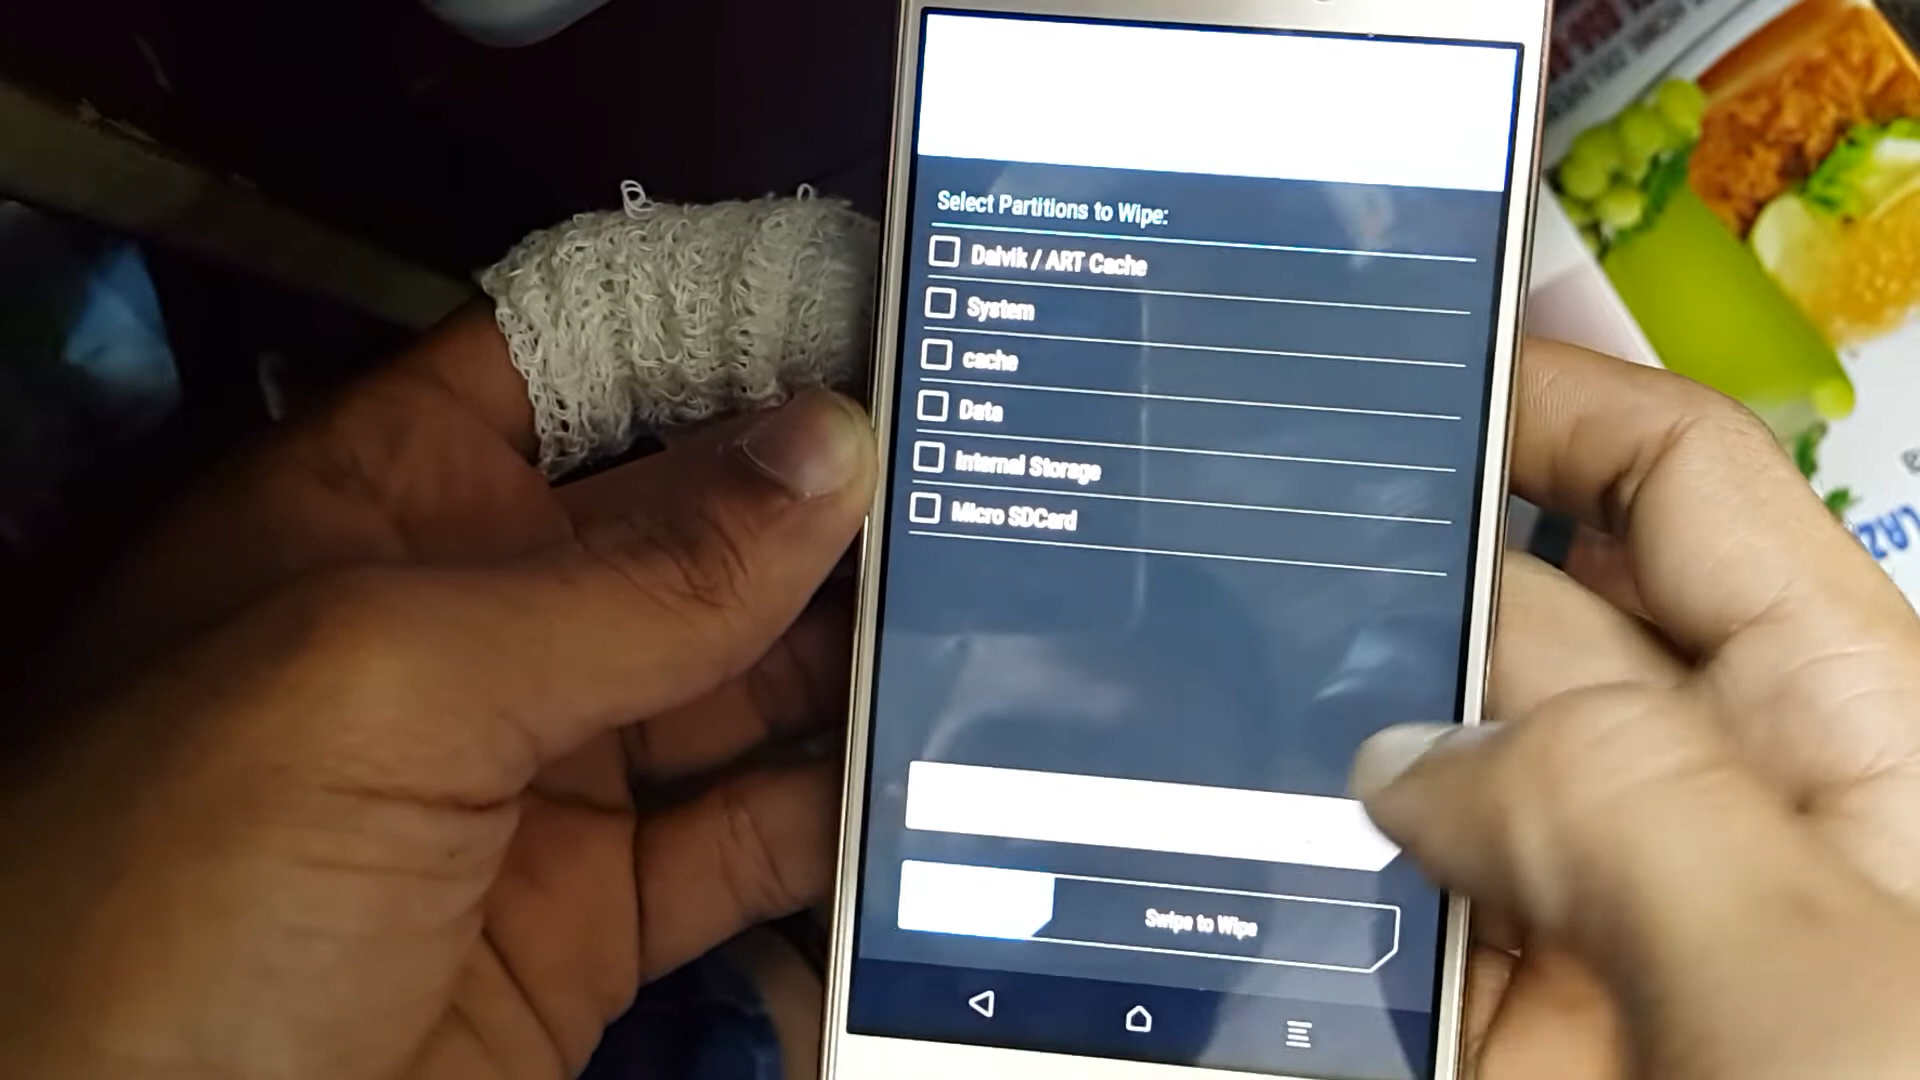 Select Partitions to Wipe:
Dalvik / ART Cache
System
cache
Data
Internal Storage
Micro SDCard
Swipe to Wipe